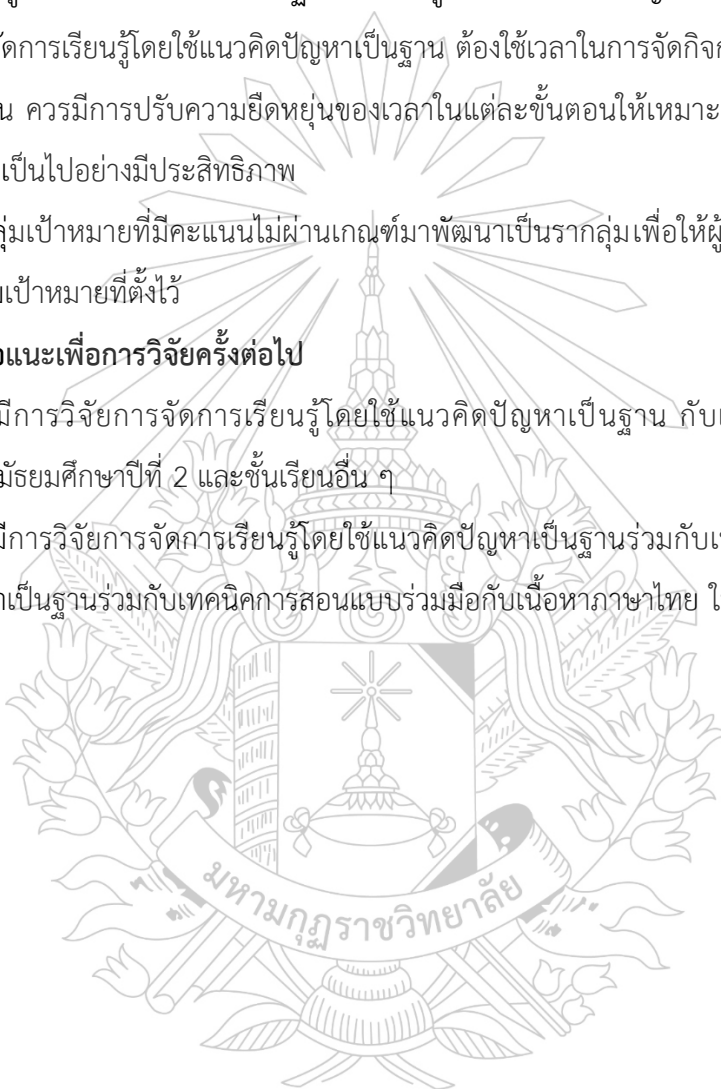 จัดการเรียนรู้โดยใช้แนวคิดปัญหาเป็นฐาน ต้องใช้เวลาในการจัดกิจก
น ควรมีการปรับความยืดหยุ่นของเวลาในแต่ละขั้นตอนให้เหมาะ
เป็นไปอย่างมีประสิทธิภาพ
ลุ่มเป้าหมายที่มีคะแนนไม่ผ่านเกณฑ์มาพัฒนาเป็นรากลุ่ม เพื่อให้ผู้
มเป้าหมายที่ตั้งไว้
อแนะเพื่อการวิจัยครั้งต่อไป
มีการวิจัยการจัดการเรียนรู้โดยใช้แนวคิดปัญหาเป็นฐาน กับเ
มัธยมศึกษาปีที่ 2 และชั้นเรียนอื่น ๆ
มีการวิจัยการจัดการเรียนรู้โดยใช้แนวคิดปัญหาเป็นฐานร่วมกับเท
าเป็นฐานร่วมกับเทคนิคการสอนแบบร่วมมือกับเนื้อหาภาษาไทย ใ
มหามกุฏราชวิทยาลัย